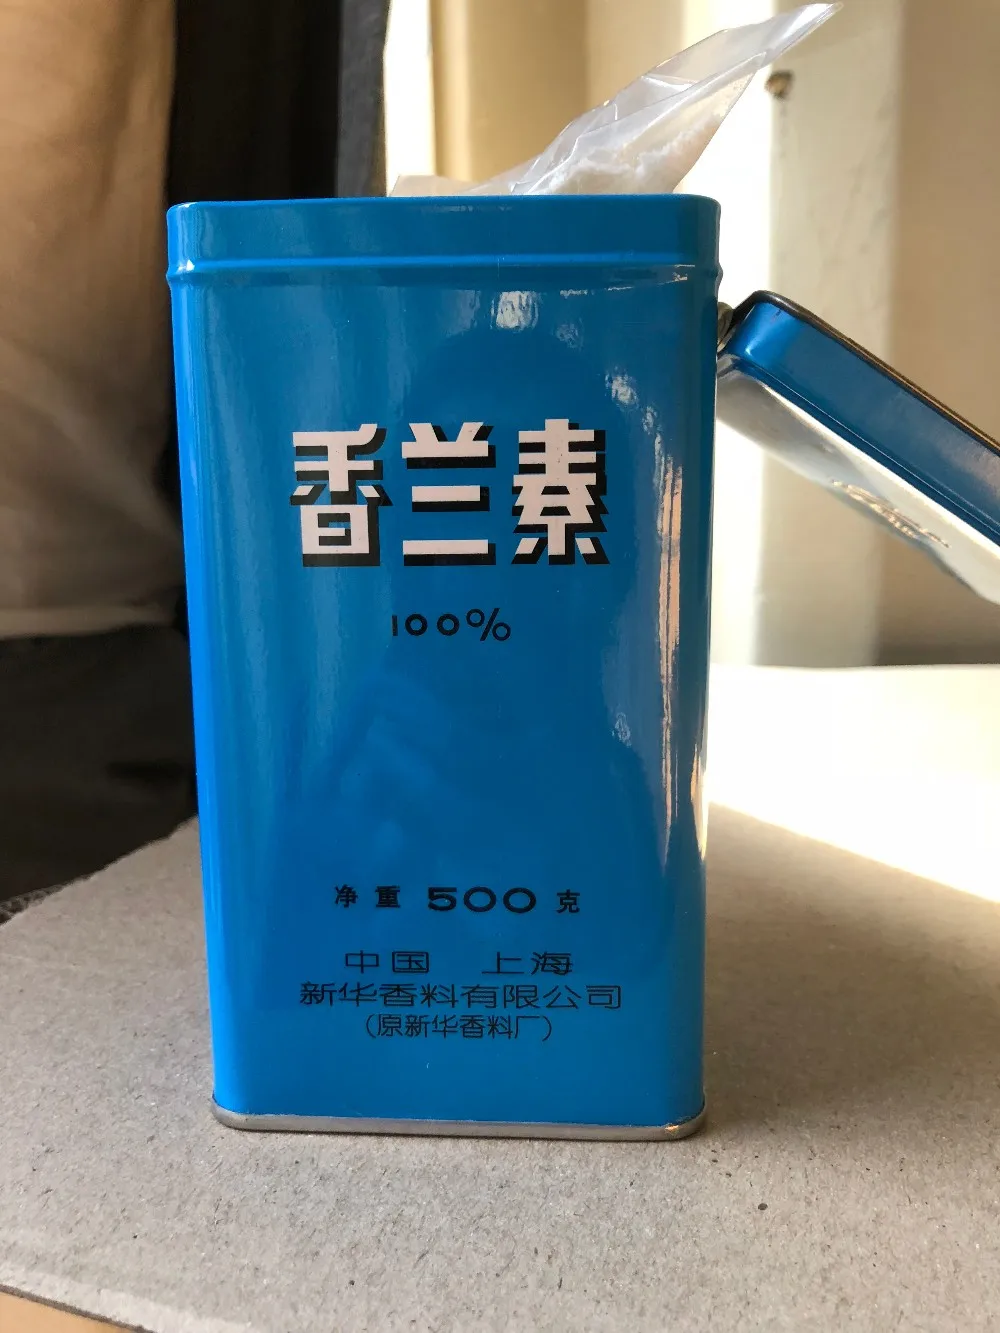 香兰素
100%
净重 500 克
中国 上海
新华香料有限公司
(原新华香料厂)